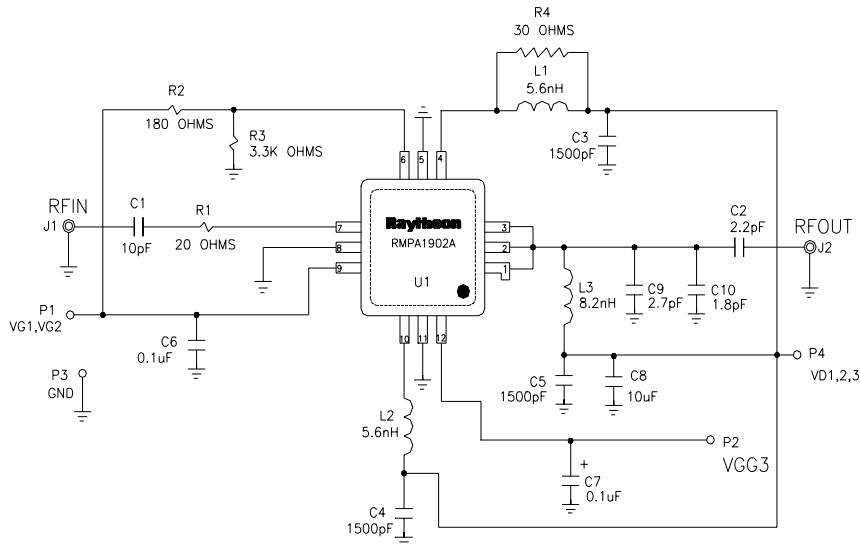 R4
30 OHMS
L1
5.6nH
R2
180 OHMS
R3
3.3K OHMS
C3
1500pF
6
5
4
RFIN
J1
C1
10pF
R1
20 OHMS
7
8
9
Raytheon
RMPA1902A
U1
3
2
1
C2
2.2pF
RFOUT
J2
L3
8.2nH
C9
2.7pF
C10
1.8pF
P1
VG1,VG2
C6
0.1uF
10
11
12
P3
GND
C5
1500pF
C8
10uF
P4
VD1,2,3
L2
5.6nH
P2
VGG3
+
C7
0.1uF
C4
1500pF